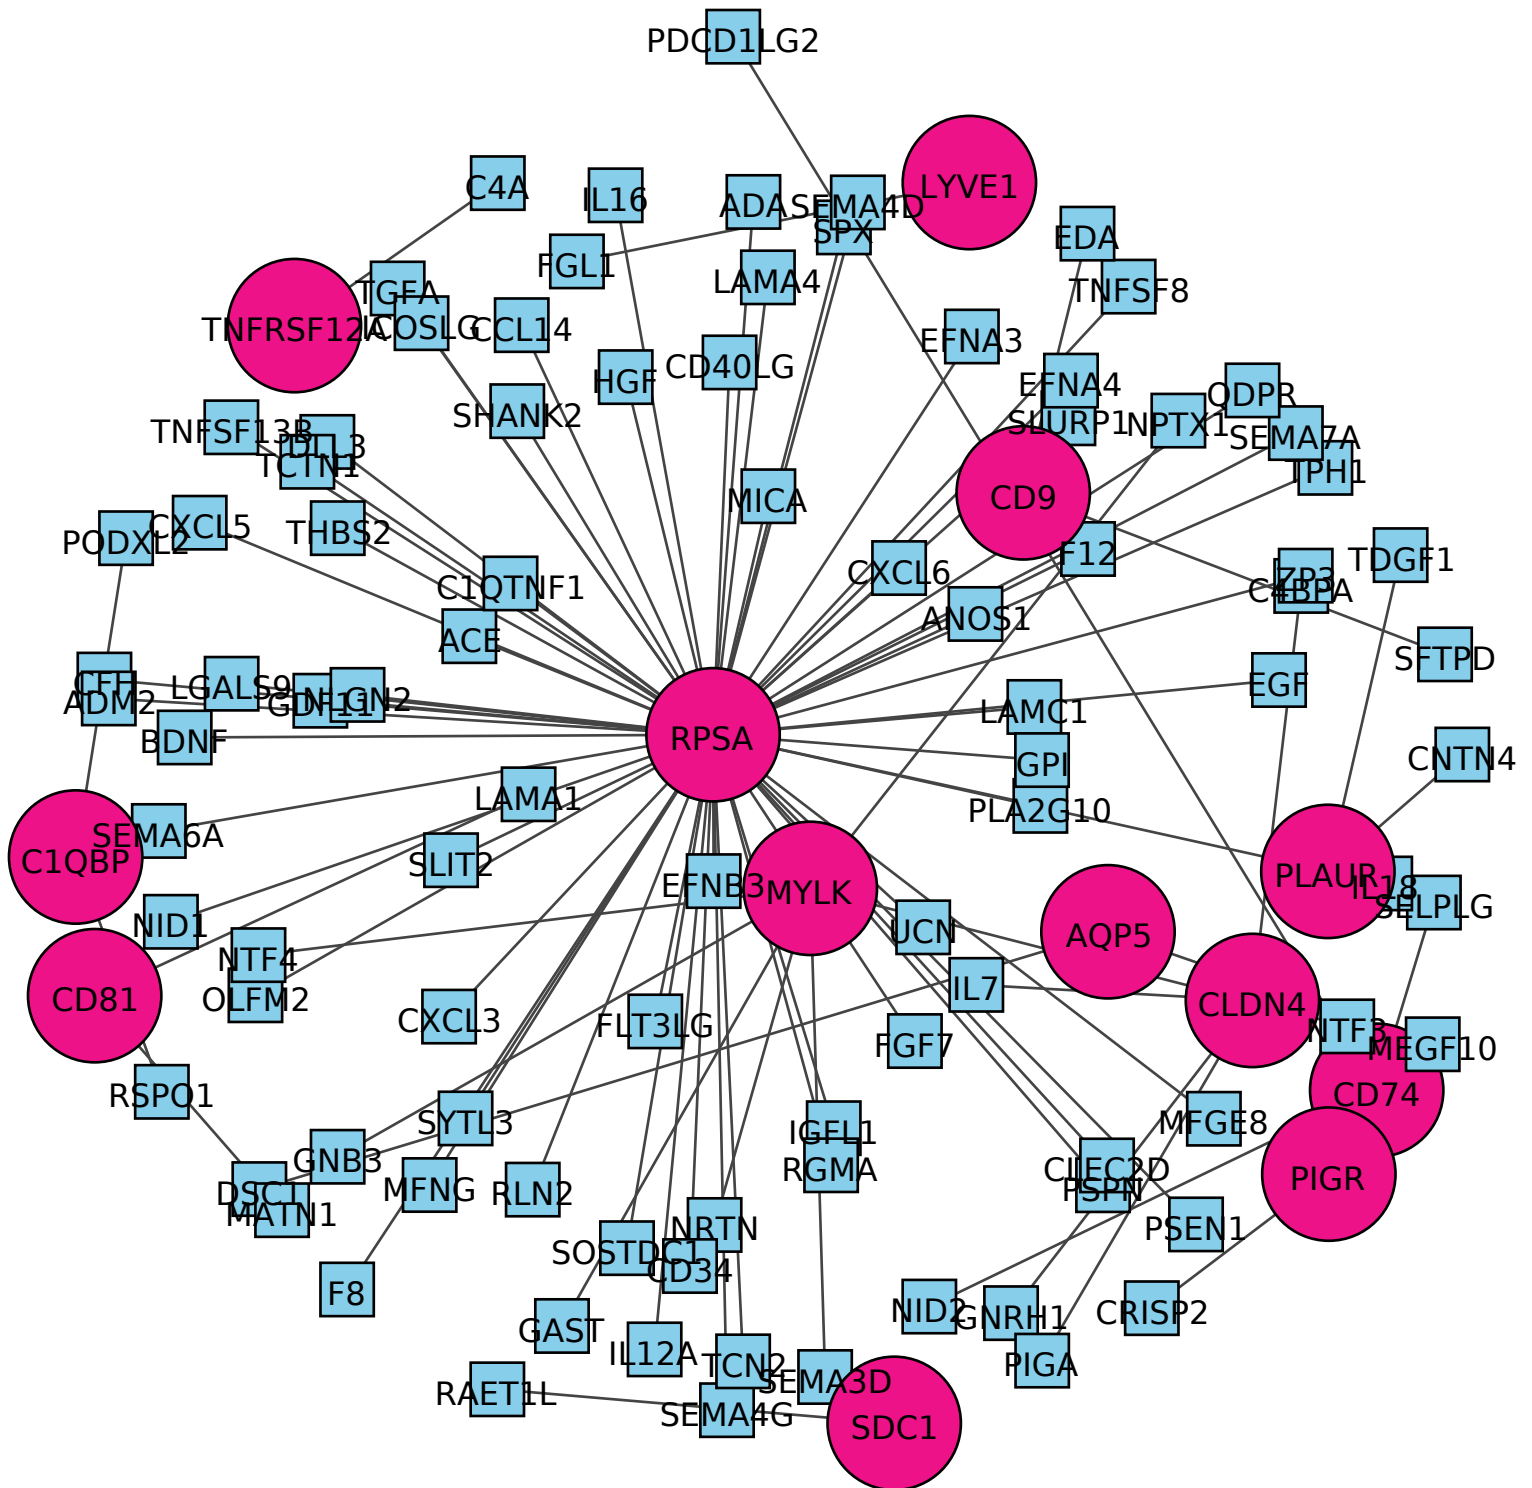 PDCD1LG2
C4A
IL16
ADA
SEMA4D
LYVE1
SPX
EDA
FGL1
LAMA4
TGFA
TNFSF8
TNFRSF12A
ICOSLG
CCL14
EFNA3
HGF
CD40LG
EFNA4
QDPR
SHANK2
SLURP1
NPTX1
TNFSF13B
DLL3
SEMA7A
TCTN1
TPH1
MICA
CD9
CXCL5
THBS2
PODXL2
F12
TDGF1
C1QTNF1
CXCL6
ZP3
C4BPA
ANOS1
ACE
SFTPD
CFH
LGALS9
EGF
ADM2
GDF11
NLGN2
LAMC1
BDNF
RPSA
GPI
CNTN4
LAMA1
PLA2G10
SEMA6A
C1QBP
SLIT2
EFNB3
MYLK
PLAUR
IL18
SELPLG
NID1
UCN
AQP5
NTF4
CD81
OLFM2
IL7
CLDN4
CXCL3
FLT3LG
FGF7
NTF3
MEGF10
RSPO1
CD74
SYTL3
IGFL1
MFGE8
GNB3
RGMA
CLEC2D
DSC1
MFNG
RLN2
PSPN
PIGR
MATN1
NRTN
PSEN1
SOSTDC1
CD34
F8
NID2
GNRH1
CRISP2
GAST
IL12A
TCN2
PIGA
RAET1L
SEMA3D
SEMA4G
SDC1